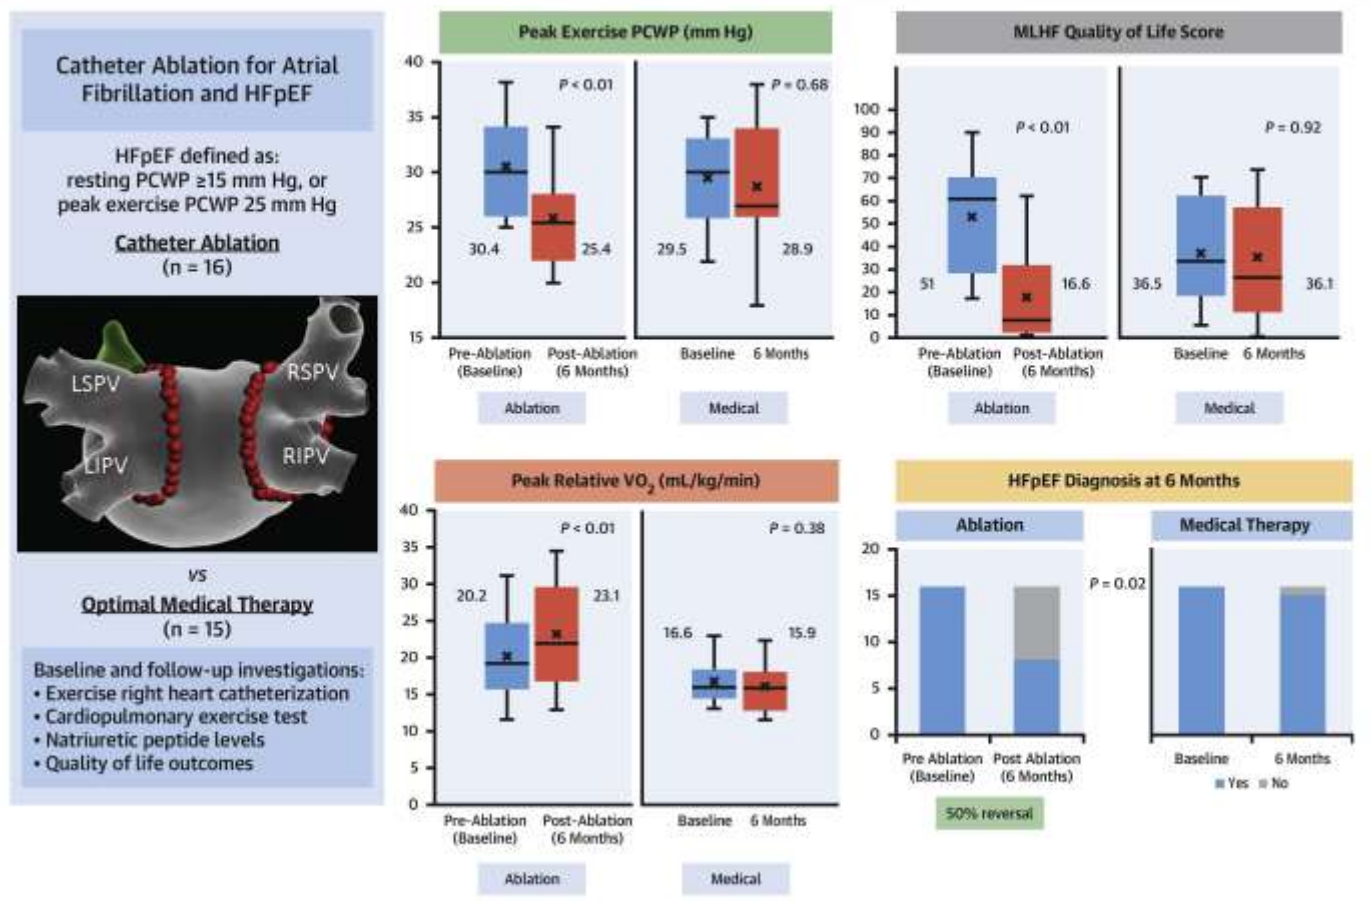 Catheter Ablation for Atrial
Fibrillation and HFpEF
HFpEF defined as:
resting PCWP ≥15 mm Hg, or
peak exercise PCWP 25 mm Hg
Catheter Ablation
(n = 16)
LSPV
RSPV
LIPV
RIPV
vs
Optimal Medical Therapy
(n = 15)
Baseline and follow-up investigations:
• Exercise right heart catheterization
• Cardiopulmonary exercise test
• Natriuretic peptide levels
• Quality of life outcomes
Peak Exercise PCWP (mm Hg)
40
35
30
25
20
15
P < 0.01
P = 0.68
30.4
25.4
29.5
28.9
Pre-Ablation
(Baseline)
Post-Ablation
(6 Months)
Baseline
6 Months
Ablation
Medical
MLHF Quality of Life Score
100
90
80
70
60
50
40
30
20
10
0
P < 0.01
P = 0.92
51
16.6
36.5
36.1
Pre-Ablation
(Baseline)
Post-Ablation
(6 Months)
Baseline
6 Months
Ablation
Medical
Peak Relative VO2 (mL/kg/min)
40
35
30
25
20
15
10
5
0
P < 0.01
P = 0.38
20.2
23.1
16.6
15.9
Pre-Ablation
(Baseline)
Post-Ablation
(6 Months)
Baseline
6 Months
Ablation
Medical
HFpEF Diagnosis at 6 Months
Ablation
Medical Therapy
20
15
10
5
0
P = 0.02
Pre Ablation
(Baseline)
Post Ablation
(6 Months)
Baseline
6 Months
Yes
No
50% reversal